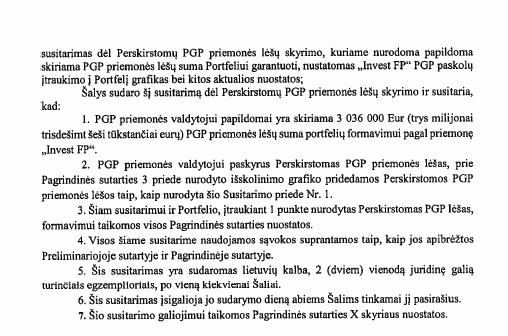 susitarimas dėl Perskirstomų PGP priemonės lėšų skyrimo, kuriame nurodoma papildoma
skiriama PGP priemonės lėšų suma Portfeliui garantuoti, nustatomas „Invest FP“ PGP paskolų
įtraukimo į Portfelį grafikas bei kitos aktualios nuostatos;
Šalys sudaro šį susitarimą dėl Perskirstomų PGP priemonės lėšų skyrimo ir susitaria,
kad:
1. PGP priemonės valdytojui papildomai yra skiriama 3 036 000 Eur (trys milijonai
trisdešimt šeši tūkstančiai eurų) PGP priemonės lėšų suma portfelių formavimui pagal priemonę
„Invest FP“.
2. PGP priemonės valdytojui paskyrus Perskirstomas PGP priemonės lėšas, prie
Pagrindinės sutarties 3 priede nurodyto išskolinimo grafiko pridedamos Perskirstomos PGP
priemonės lėšos taip, kaip nurodyta šio Susitarimo priede Nr. 1.
3. Šiam susitarimui ir Portfelio, įtraukiant 1 punkte nurodytas Perskirstomas PGP lėšas,
formavimui taikomos visos Pagrindinės sutarties nuostatos.
4. Visos šiame susitarime naudojamos sąvokos suprantamos taip, kaip jos apibrėžtos
Preliminariojoje sutartyje ir Pagrindinėje sutartyje.
5. Šis susitarimas yra sudaromas lietuvių kalba, 2 (dviem) vienodą juridinę galią
turinčiais egzemplioriais, po vieną kiekvienai Šaliai.
6. Šis susitarimas įsigalioja jo sudarymo dieną abiems Šalims tinkamai jį pasirašius.
7. Šio susitarimo galiojimui taikomos Pagrindinės sutarties X skyriaus nuostatos.